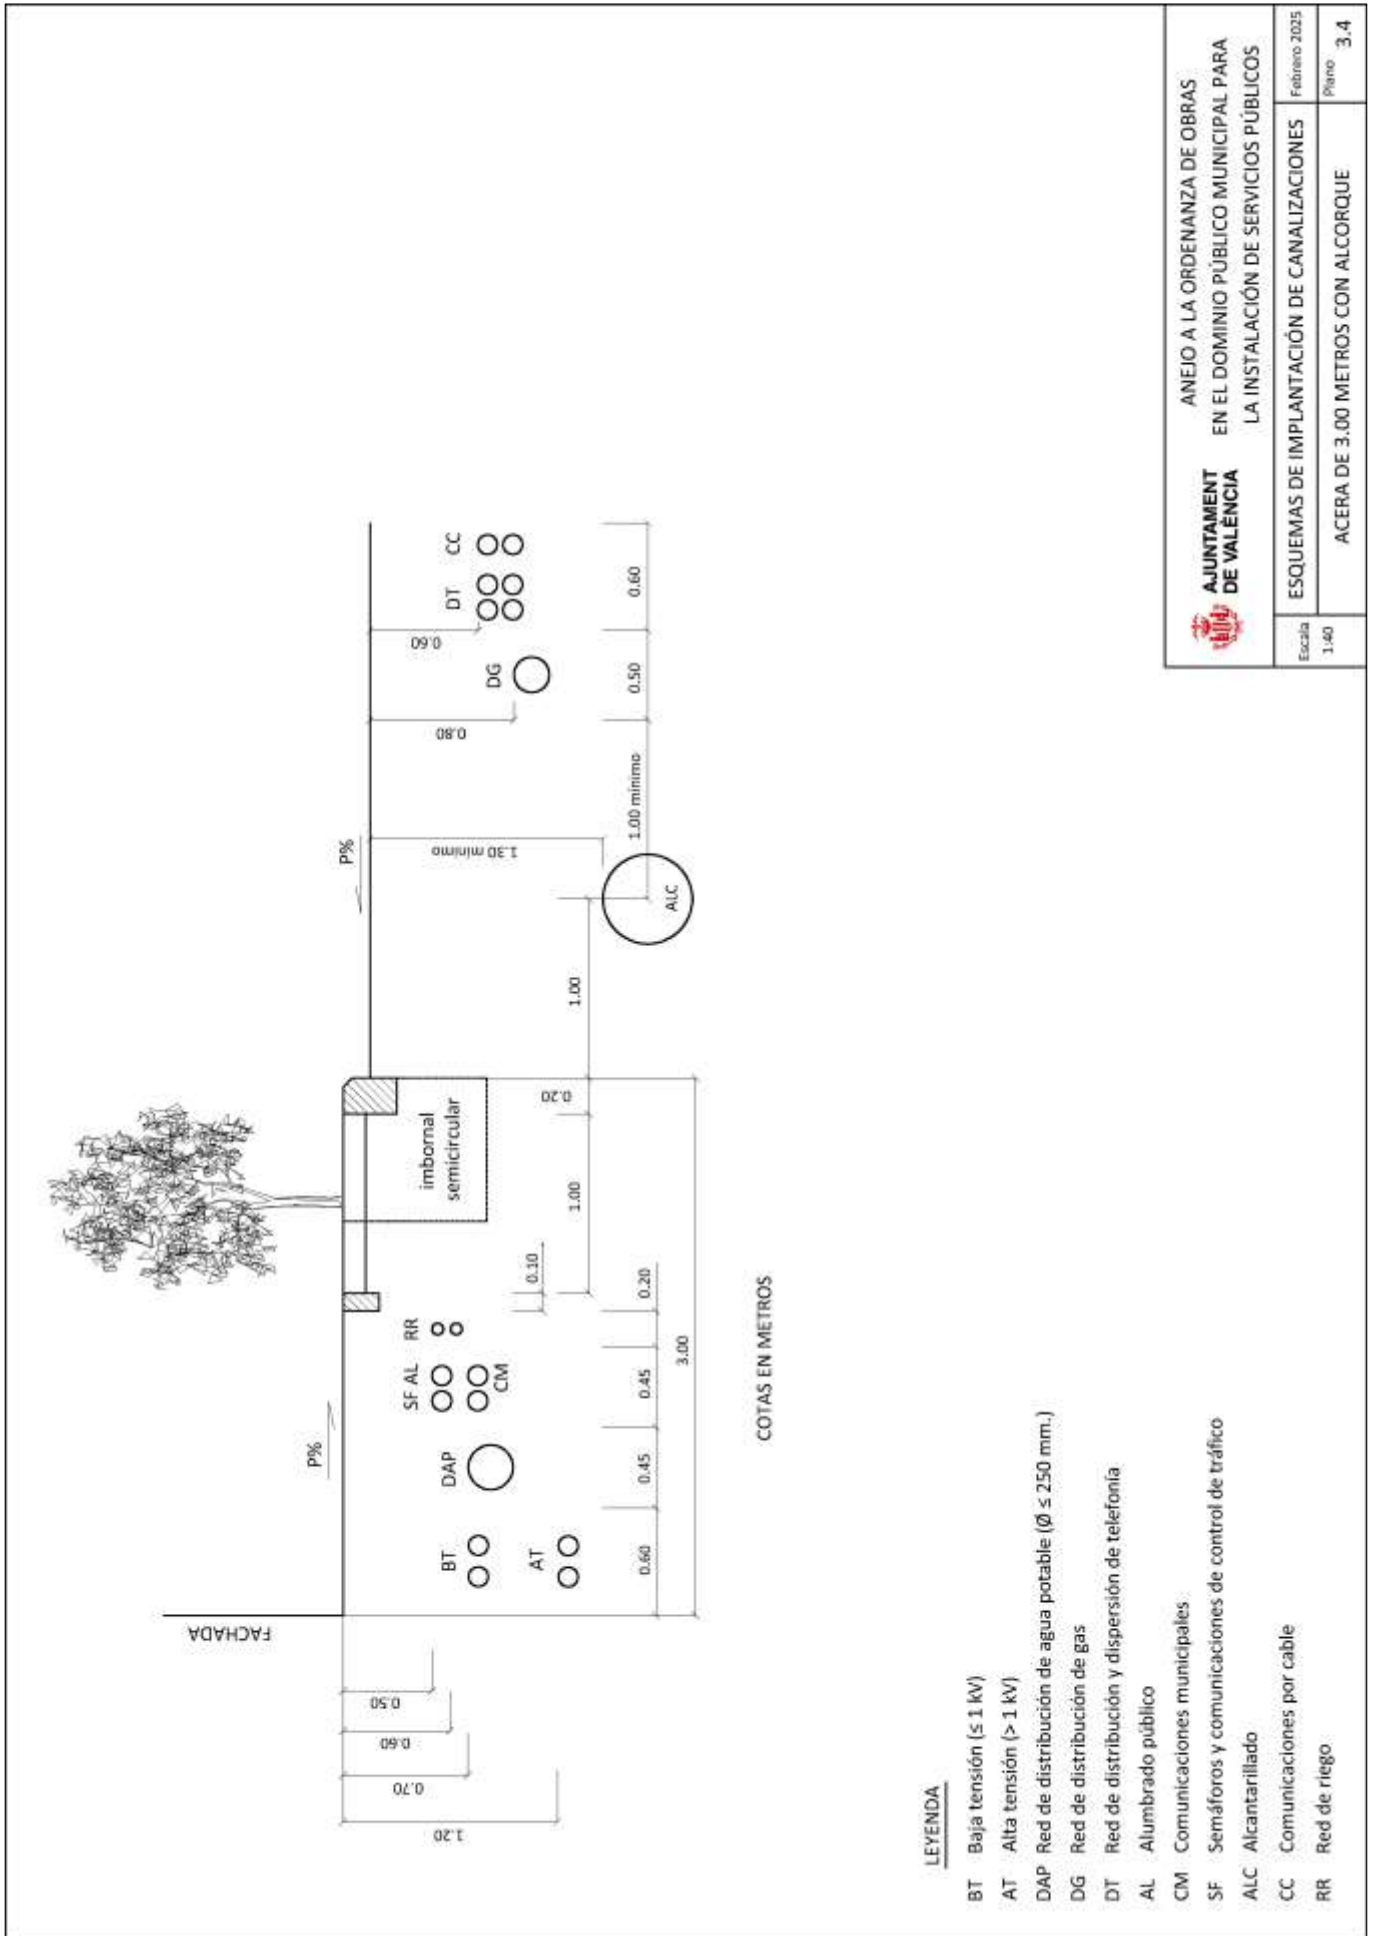 FACHADA
P%
P%
0.50
0.60
0.70
1.20
BT
AT
DAP
SF AL
CM
RR
imbornal
semicircular
ALC
DG
DT
CC
0.60
0.80
1.30 mínimo
0.10
1.00
0.20
1.00
0.60
0.45
0.45
0.20
3.00
1.00 mínimo
0.50
0.60
COTAS EN METROS
LEYENDA
BT Baja tensión (≤ 1 kV)
AT Alta tensión (> 1 kV)
DAP Red de distribución de agua potable (Ø ≤ 250 mm.)
DG Red de distribución de gas
DT Red de distribución y dispersión de telefonía
AL Alumbrado público
CM Comunicaciones municipales
SF Semáforos y comunicaciones de control de tráfico
ALC Alcantarillado
CC Comunicaciones por cable
RR Red de riego
AJUNTAMENT
DE VALÈNCIA
ANEJO A LA ORDENANZA DE OBRAS
EN EL DOMINIO PÚBLICO MUNICIPAL PARA
LA INSTALACIÓN DE SERVICIOS PÚBLICOS
Escala
1:40
ESQUEMAS DE IMPLANTACIÓN DE CANALIZACIONES
Febrero 2025
ACERA DE 3.00 METROS CON ALCORQUE
Plano 3.4